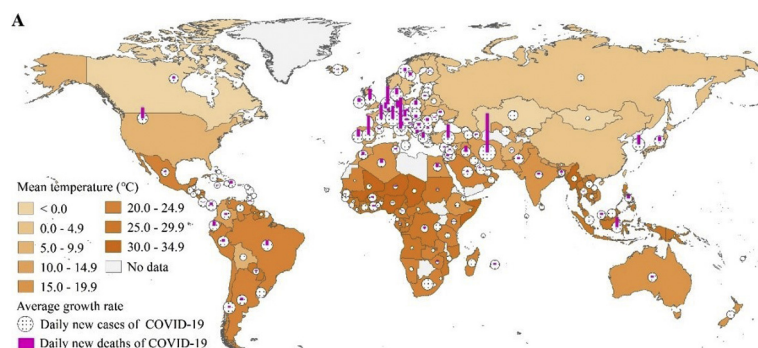 A
Mean temperature (°C)
< 0.0
0.0 - 4.9
5.0 - 9.9
10.0 - 14.9
15.0 - 19.9
20.0 - 24.9
25.0 - 29.9
30.0 - 34.9
No data
Average growth rate
Daily new cases of COVID-19
Daily new deaths of COVID-19